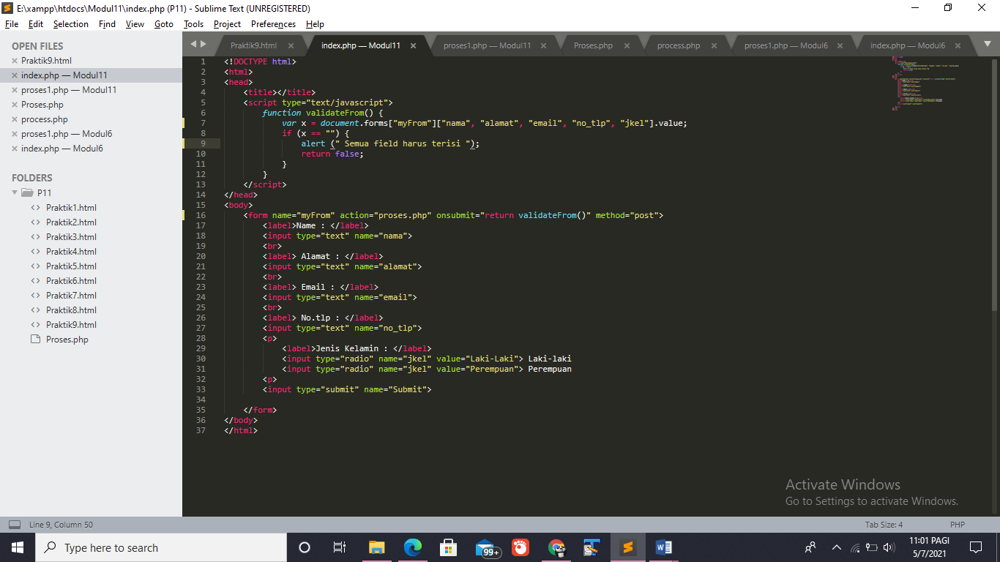 E:\xampp\htdocs\Modul11\index.php (P11) - Sublime Text (UNREGISTERED)
File Edit Selection Find View Goto Tools Project Preferences Help
OPEN FILES
Praktik9.html
index.php — Modul11
proses1.php — Modul11
Proses.php
process.php
proses1.php — Modul6
index.php — Modul6
FOLDERS
P11
Praktik1.html
Praktik2.html
Praktik3.html
Praktik4.html
Praktik5.html
Praktik6.html
Praktik7.html
Praktik8.html
Praktik9.html
Proses.php
Praktik9.html index.php — Modul11 proses1.php — Modul11 Proses.php process.php proses1.php — Modul6 index.php — Modul6
1 <!DOCTYPE html>
2 <html>
3 <head>
4 <title></title>
5 <script type="text/javascript">
6 function validateFrom() {
7 var x = document.forms["myFrom"]["nama", "alamat", "email", "no_tlp", "jkel"].value;
8 if (x == "") {
9 alert (" Semua field harus terisi ");
10 return false;
11 }
12 }
13 </script>
14 </head>
15 <body>
16 <form name="myFrom" action="proses.php" onsubmit="return validateFrom()" method="post">
17 <label>Name : </label>
18 <input type="text" name="nama">
19 <br>
20 <label> Alamat : </label>
21 <input type="text" name="alamat">
22 <br>
23 <label> Email : </label>
24 <input type="text" name="email">
25 <br>
26 <label> No.tlp : </label>
27 <input type="text" name="no_tlp">
28 <p>
29 <label>Jenis Kelamin : </label>
30 <input type="radio" name="jkel" value="Laki-Laki"> Laki-laki
31 <input type="radio" name="jkel" value="Perempuan"> Perempuan
32 <p>
33 <input type="submit" name="Submit">
34
35 </form>
36 </body>
37 </html>
Activate Windows
Go to Settings to activate Windows.
Line 9, Column 50 Tab Size: 4 PHP
Type here to search
99+
11:01 PAGI
5/7/2021